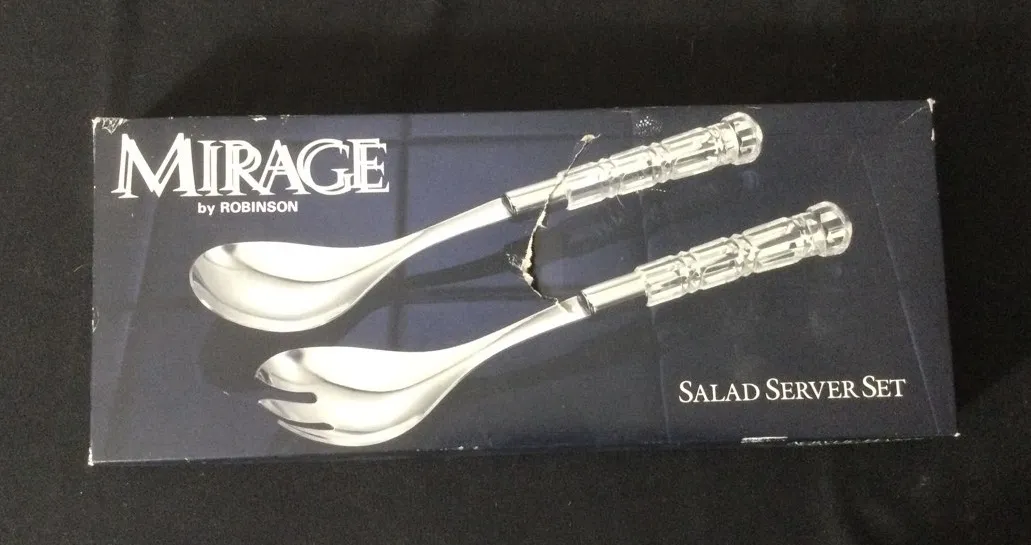 MIRAGE
by ROBINSON
SALAD SERVER SET